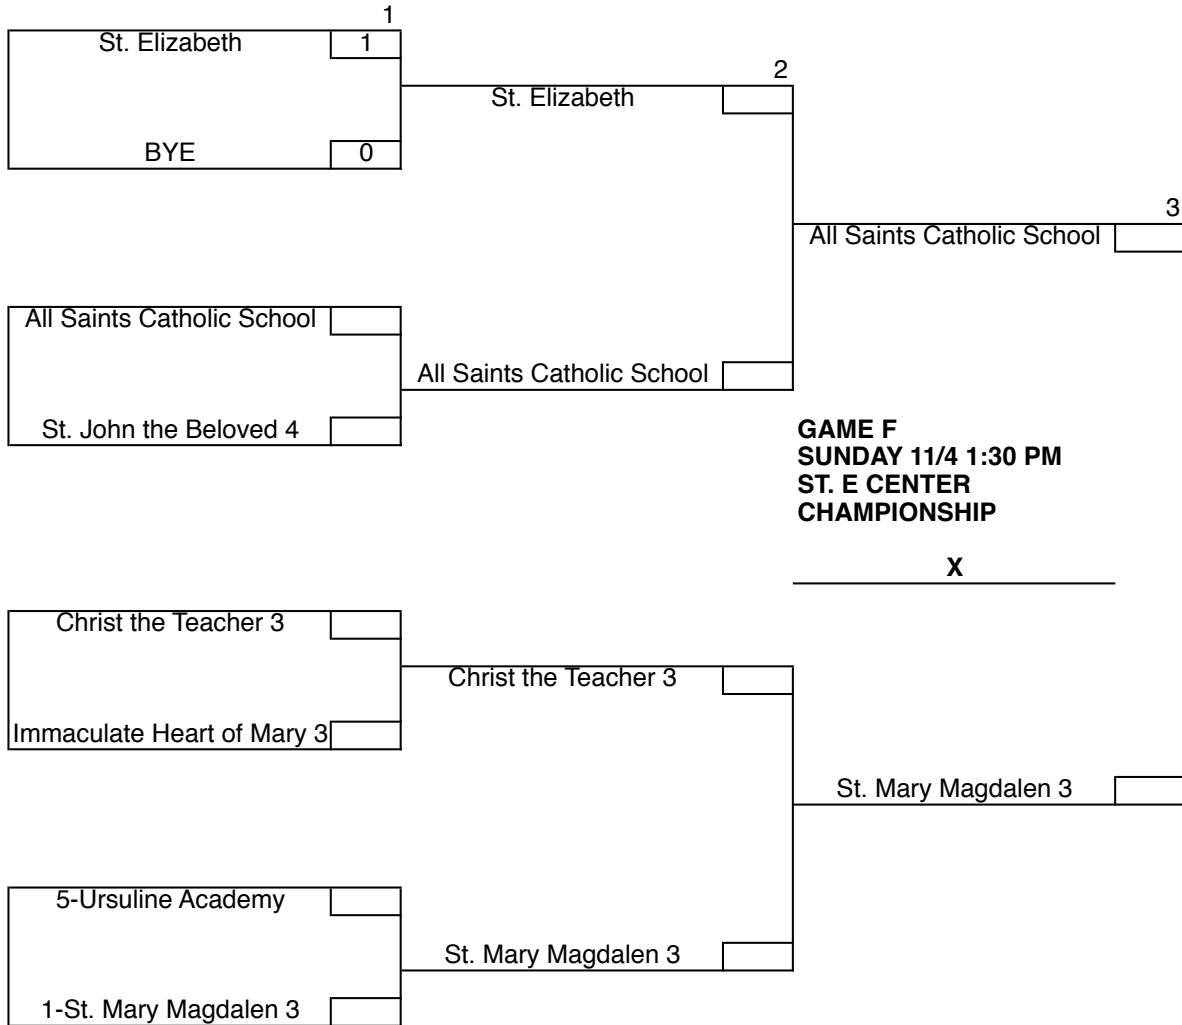 1
St. Elizabeth 1
2
St. Elizabeth
BYE 0
3
All Saints Catholic School
All Saints Catholic School
All Saints Catholic School
St. John the Beloved 4
GAME F
SUNDAY 11/4 1:30 PM
ST. E CENTER
CHAMPIONSHIP
X
Christ the Teacher 3
Christ the Teacher 3
Immaculate Heart of Mary 3
St. Mary Magdalen 3
5-Ursuline Academy
St. Mary Magdalen 3
1-St. Mary Magdalen 3